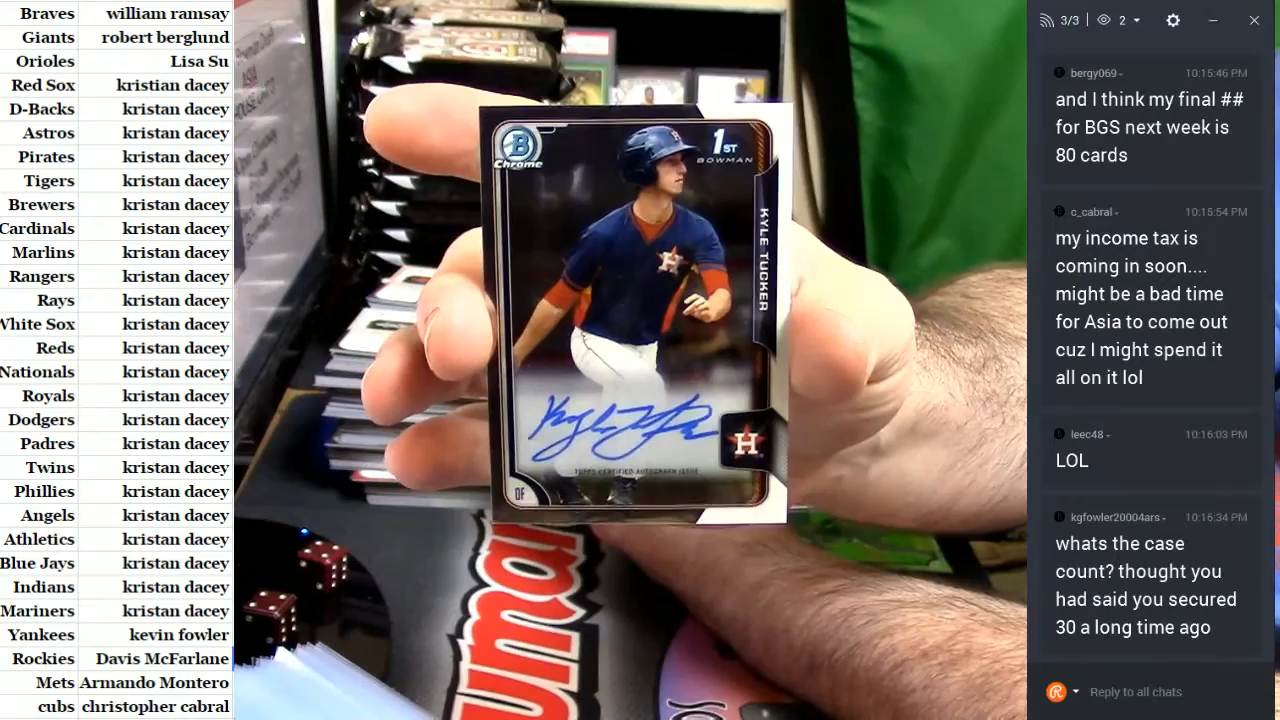 Braves william ramsay
Giants robert berglund
Orioles Lisa Su
Red Sox kristian dacey
D-Backs kristan dacey
Astros kristan dacey
Pirates kristan dacey
Tigers kristan dacey
Brewers kristan dacey
Cardinals kristan dacey
Marlins kristan dacey
Rangers kristan dacey
Rays kristan dacey
White Sox kristan dacey
Reds kristan dacey
Nationals kristan dacey
Royals kristan dacey
Dodgers kristan dacey
Padres kristan dacey
Twins kristan dacey
Phillies kristan dacey
Angels kristan dacey
Athletics kristan dacey
Blue Jays kristan dacey
Indians kristan dacey
Mariners kristan dacey
Yankees kevin fowler
Rockies Davis McFarlane
Mets Armando Montero
cubs christopher cabral
B
Chrome
1ST
BOWMAN
KYLE TUCKER
TOPPS CERTIFIED AUTOGRAPH ISSUE
H
OF
3/3 2
bergy069 10:15:46 PM
and I think my final ##
for BGS next week is
80 cards
c_cabral 10:15:54 PM
my income tax is
coming in soon....
might be a bad time
for Asia to come out
cuz I might spend it
all on it lol
leec48 10:16:03 PM
LOL
kgfowler20004ars 10:16:34 PM
whats the case
count? thought you
had said you secured
30 a long time ago
Reply to all chats